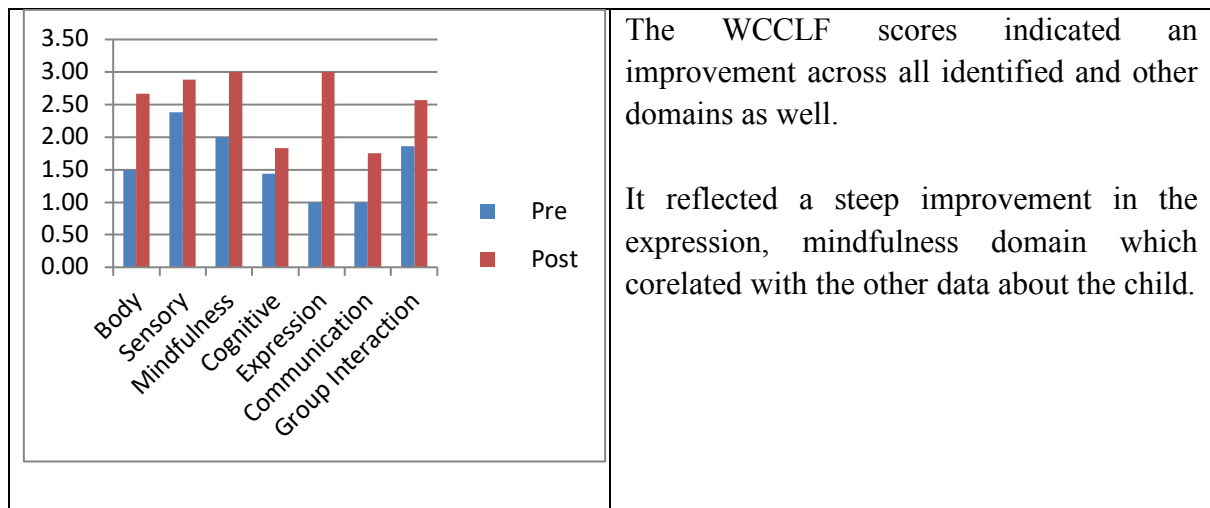 3.50
3.00
2.50
2.00
1.50
1.00
0.50
0.00
Body
Sensory
Mindfulness
Cognitive
Expression
Communication
Group Interaction
Pre
Post
The WCCLF scores indicated an
improvement across all identified and other
domains as well.
It reflected a steep improvement in the
expression, mindfulness domain which
corelated with the other data about the child.